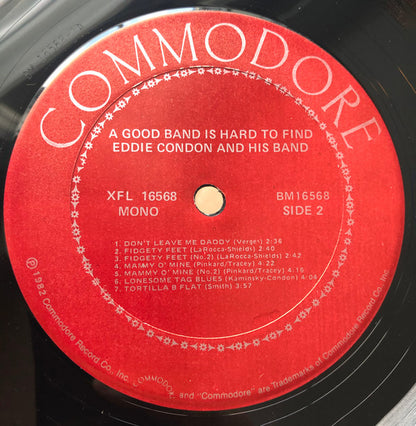 COMMODORE
A GOOD BAND IS HARD TO FIND
EDDIE CONDON AND HIS BAND
XFL 16568
MONO
BM16568
SIDE 2
1. DON'T LEAVE ME DADDY (Verges) 2:36
2. FIDGETY FEET (LaRocca-Shields) 2:40
3. FIDGETY FEET (No.2) (LaRocca-Shields) 2:42
4. MAMMY O' MINE (Pinkard/Tracey) 4:22
5. MAMMY O' MINE (No.2) (Pinkard/Tracey) 4:15
6. LONESOME TAG BLUES (Kaminsky-Condon) 4:06
7. TORTILLA B FLAT (Smith) 3:57
℗ 1982 Commodore Record Co., Inc. COMMODORE and "Commodore" are Trademarks of Commodore Record Co., Inc.